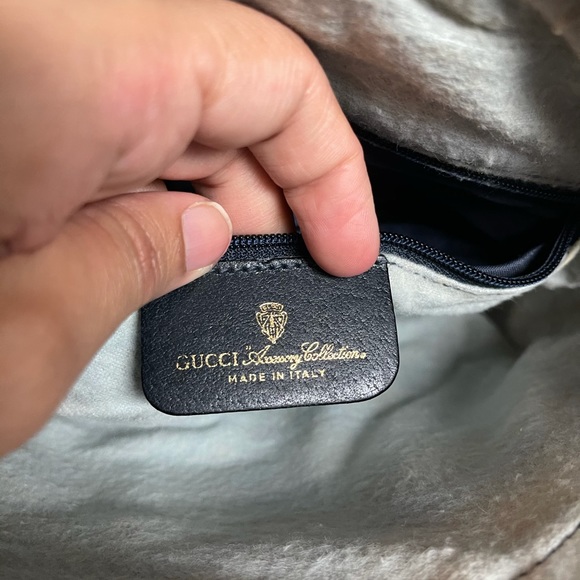 GUCCI "Accessory Collection"
MADE IN ITALY